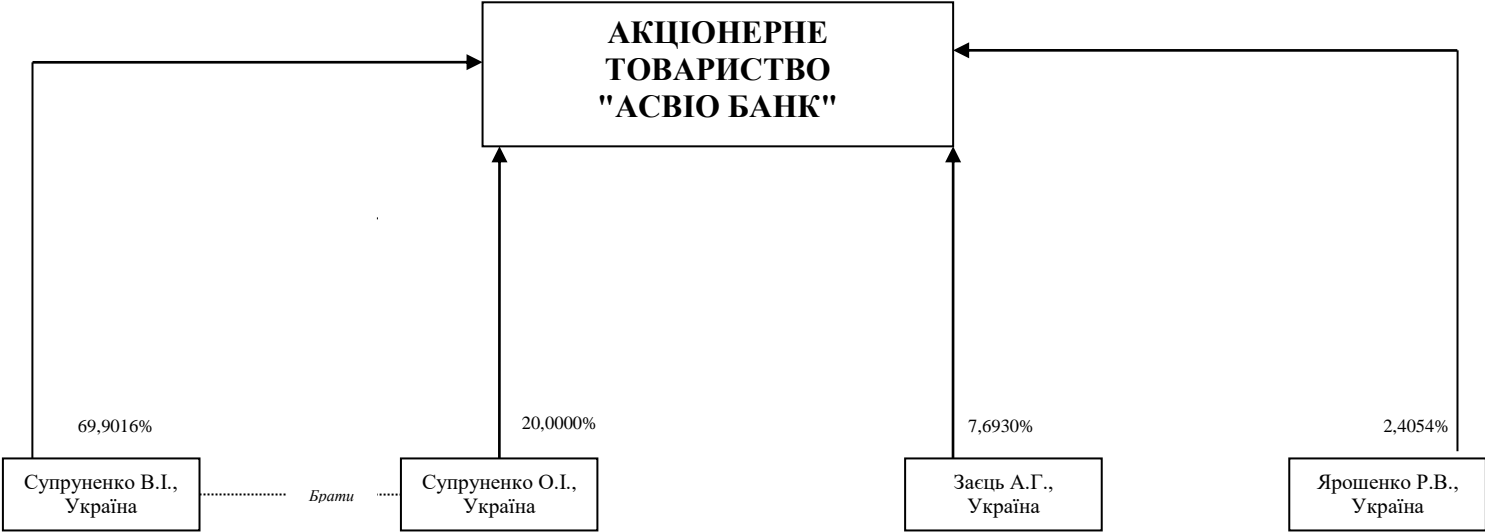 АКЦІОНЕРНЕ
ТОВАРИСТВО
"АСВІО БАНК"
69,9016%
20,0000%
7,6930%
2,4054%
Супруненко В.І.,
Україна
Брати
Супруненко О.І.,
Україна
Заєць А.Г.,
Україна
Ярошенко Р.В.,
Україна